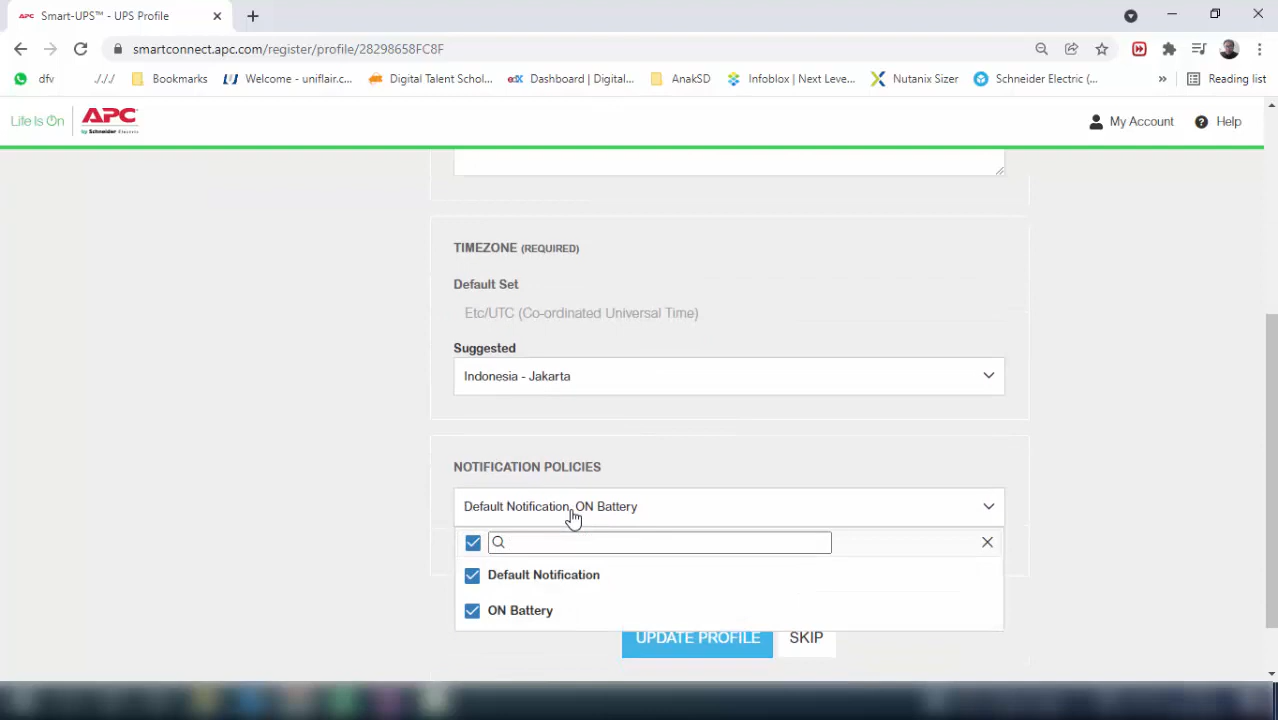 APC Smart-UPS™ - UPS Profile
smartconnect.apc.com/register/profile/28298658FC8F
dfv .///  Bookmarks Welcome - uniflair.c... Digital Talent Schol... edX Dashboard | Digital... AnakSD Infoblox | Next Leve... Nutanix Sizer Schneider Electric (... » Reading list
Life Is On APC by Schneider Electric My Account Help
TIMEZONE (REQUIRED)
Default Set
Etc/UTC (Co-ordinated Universal Time)
Suggested
Indonesia - Jakarta
NOTIFICATION POLICIES
Default Notification, ON Battery
Default Notification
ON Battery
UPDATE PROFILE SKIP